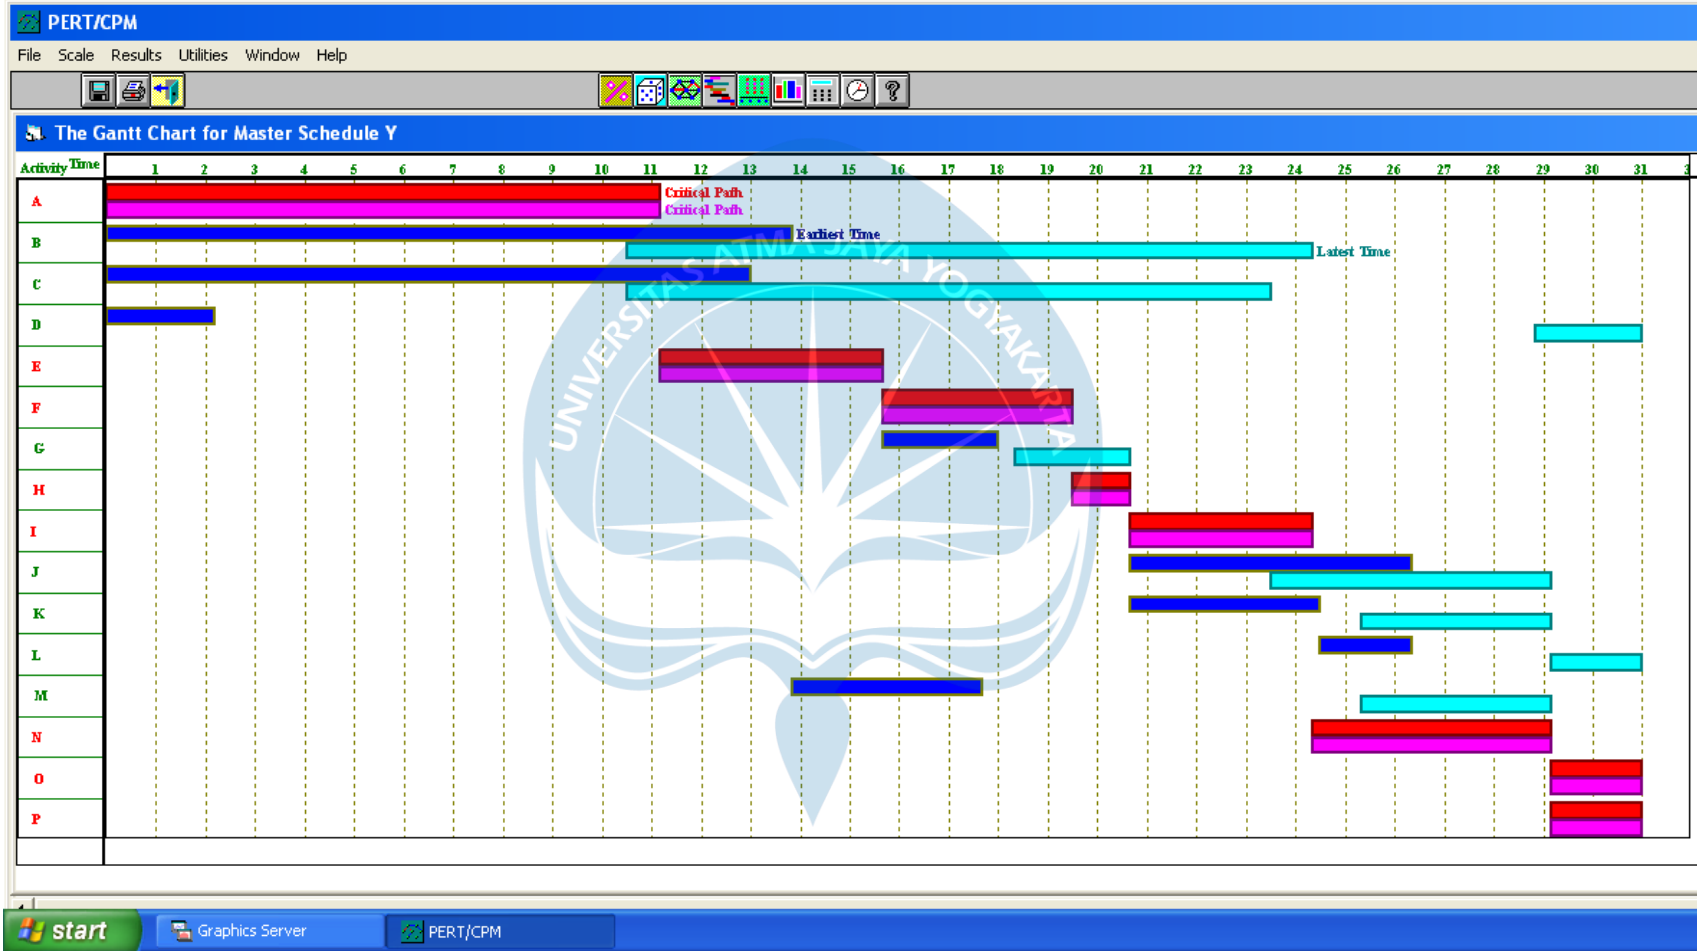 PERT/CPM
File Scale Results Utilities Window Help
The Gantt Chart for Master Schedule Y
Activity Time 1 2 3 4 5 6 7 8 9 10 11 12 13 14 15 16 17 18 19 20 21 22 23 24 25 26 27 28 29 30 31 3
A Critical Path
Critical Path
B Earliest Time
Latest Time
C
D
E
F
G
H
I
J
K
L
M
N
O
P
UNIVERSITAS ATMA JAYA YOGYAKARTA
start Graphics Server PERT/CPM